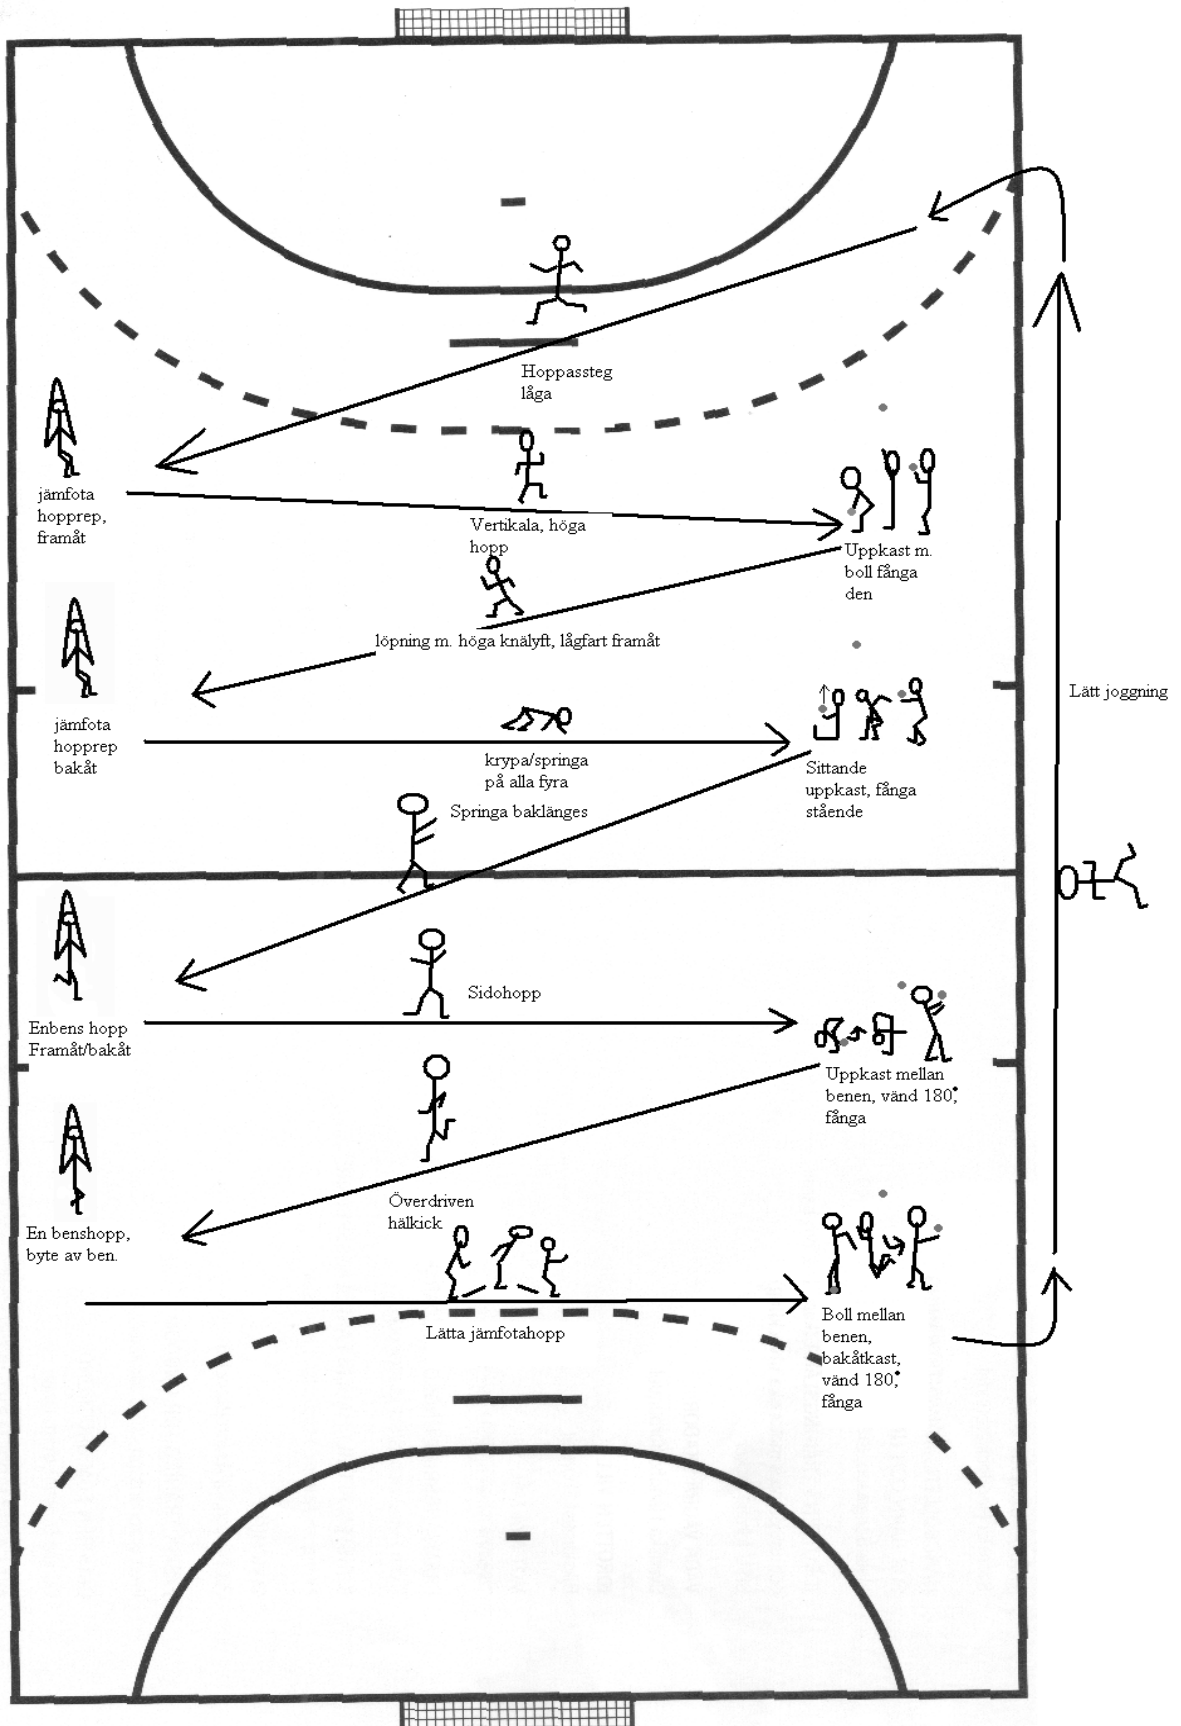 Hoppassteg
låga
jämfota
hopprep,
framåt
Vertikala, höga
hopp
Uppkast m.
boll fånga
den
löpning m. höga knälyft, lågfart framåt
Lätt joggning
jämfota
hopprep
bakåt
krypa/springa
på alla fyra
Sittande
uppkast, fånga
stående
Springa baklänges
Sidohopp
Enbens hopp
Framåt/bakåt
Uppkast mellan
benen, vänd 180°,
fånga
Överdriven
hälkick
En benshopp,
byte av ben.
Lätta jämfotahopp
Boll mellan
benen,
bakåtkast,
vänd 180°,
fånga